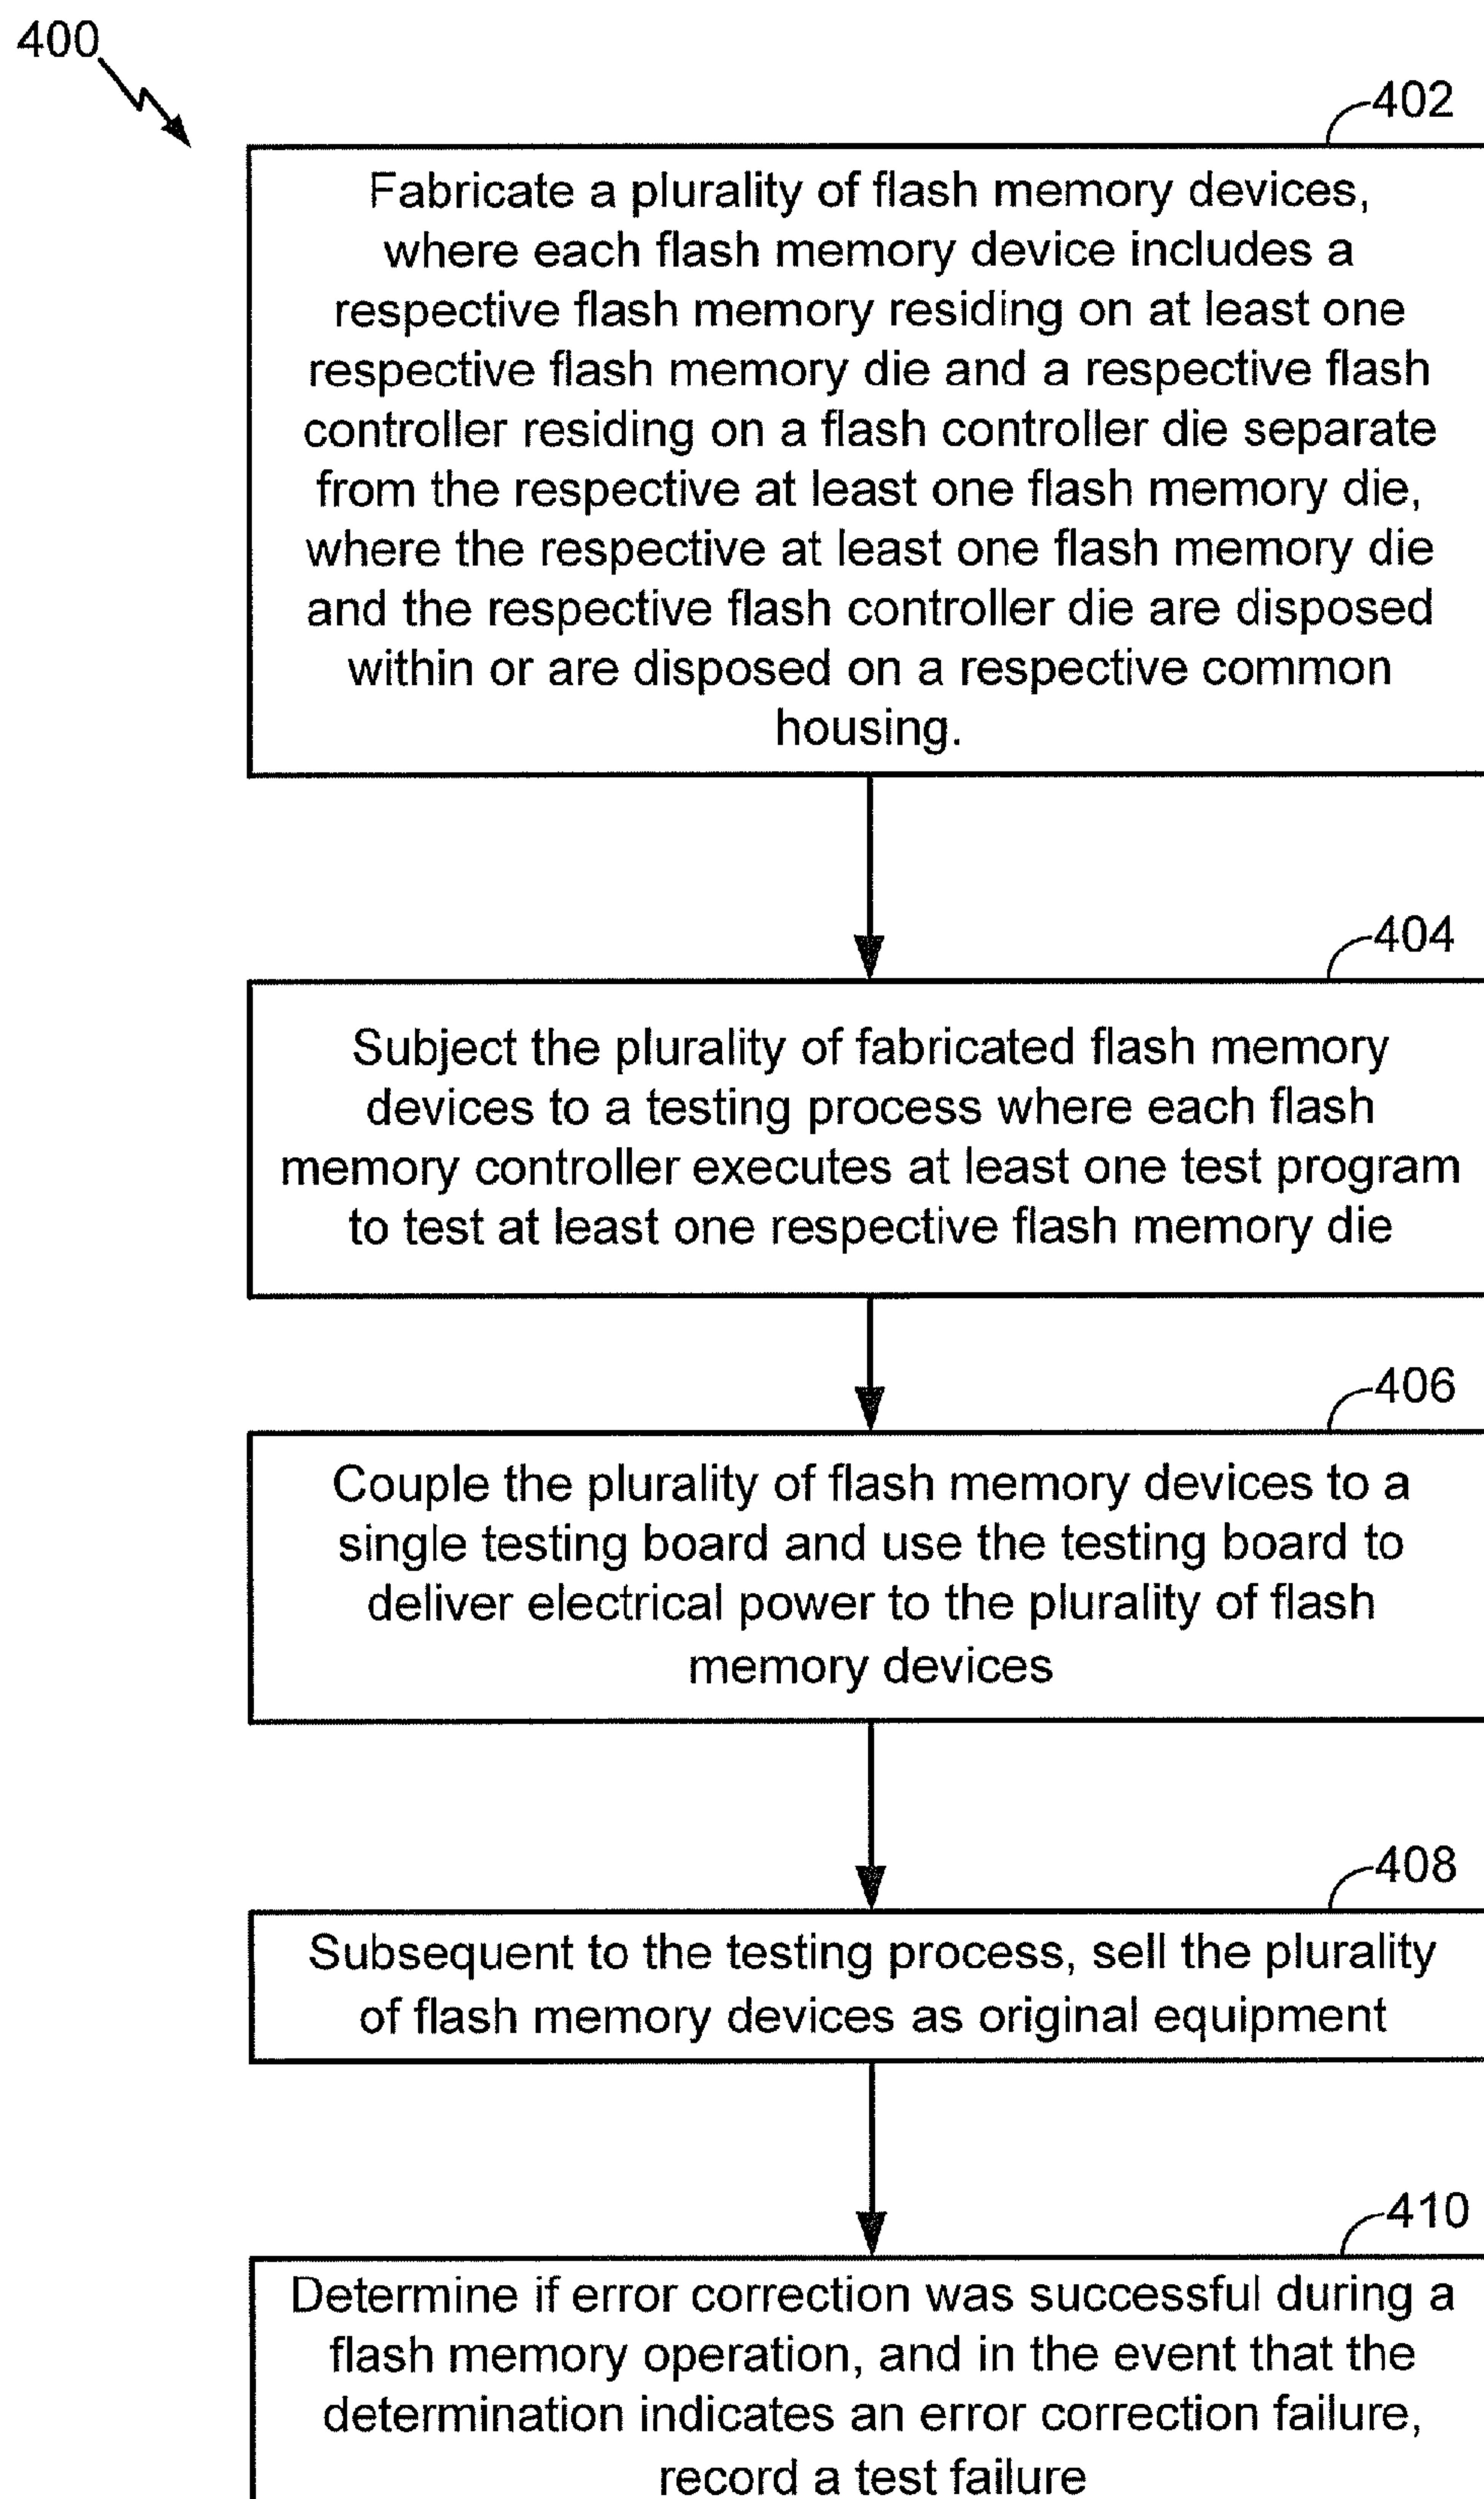 400
402
Fabricate a plurality of flash memory devices,
where each flash memory device includes a
respective flash memory residing on at least one
respective flash memory die and a respective flash
controller residing on a flash controller die separate
from the respective at least one flash memory die,
where the respective at least one flash memory die
and the respective flash controller die are disposed
within or are disposed on a respective common
housing.
404
Subject the plurality of fabricated flash memory
devices to a testing process where each flash
memory controller executes at least one test program
to test at least one respective flash memory die
406
Couple the plurality of flash memory devices to a
single testing board and use the testing board to
deliver electrical power to the plurality of flash
memory devices
408
Subsequent to the testing process, sell the plurality
of flash memory devices as original equipment
410
Determine if error correction was successful during a
flash memory operation, and in the event that the
determination indicates an error correction failure,
record a test failure